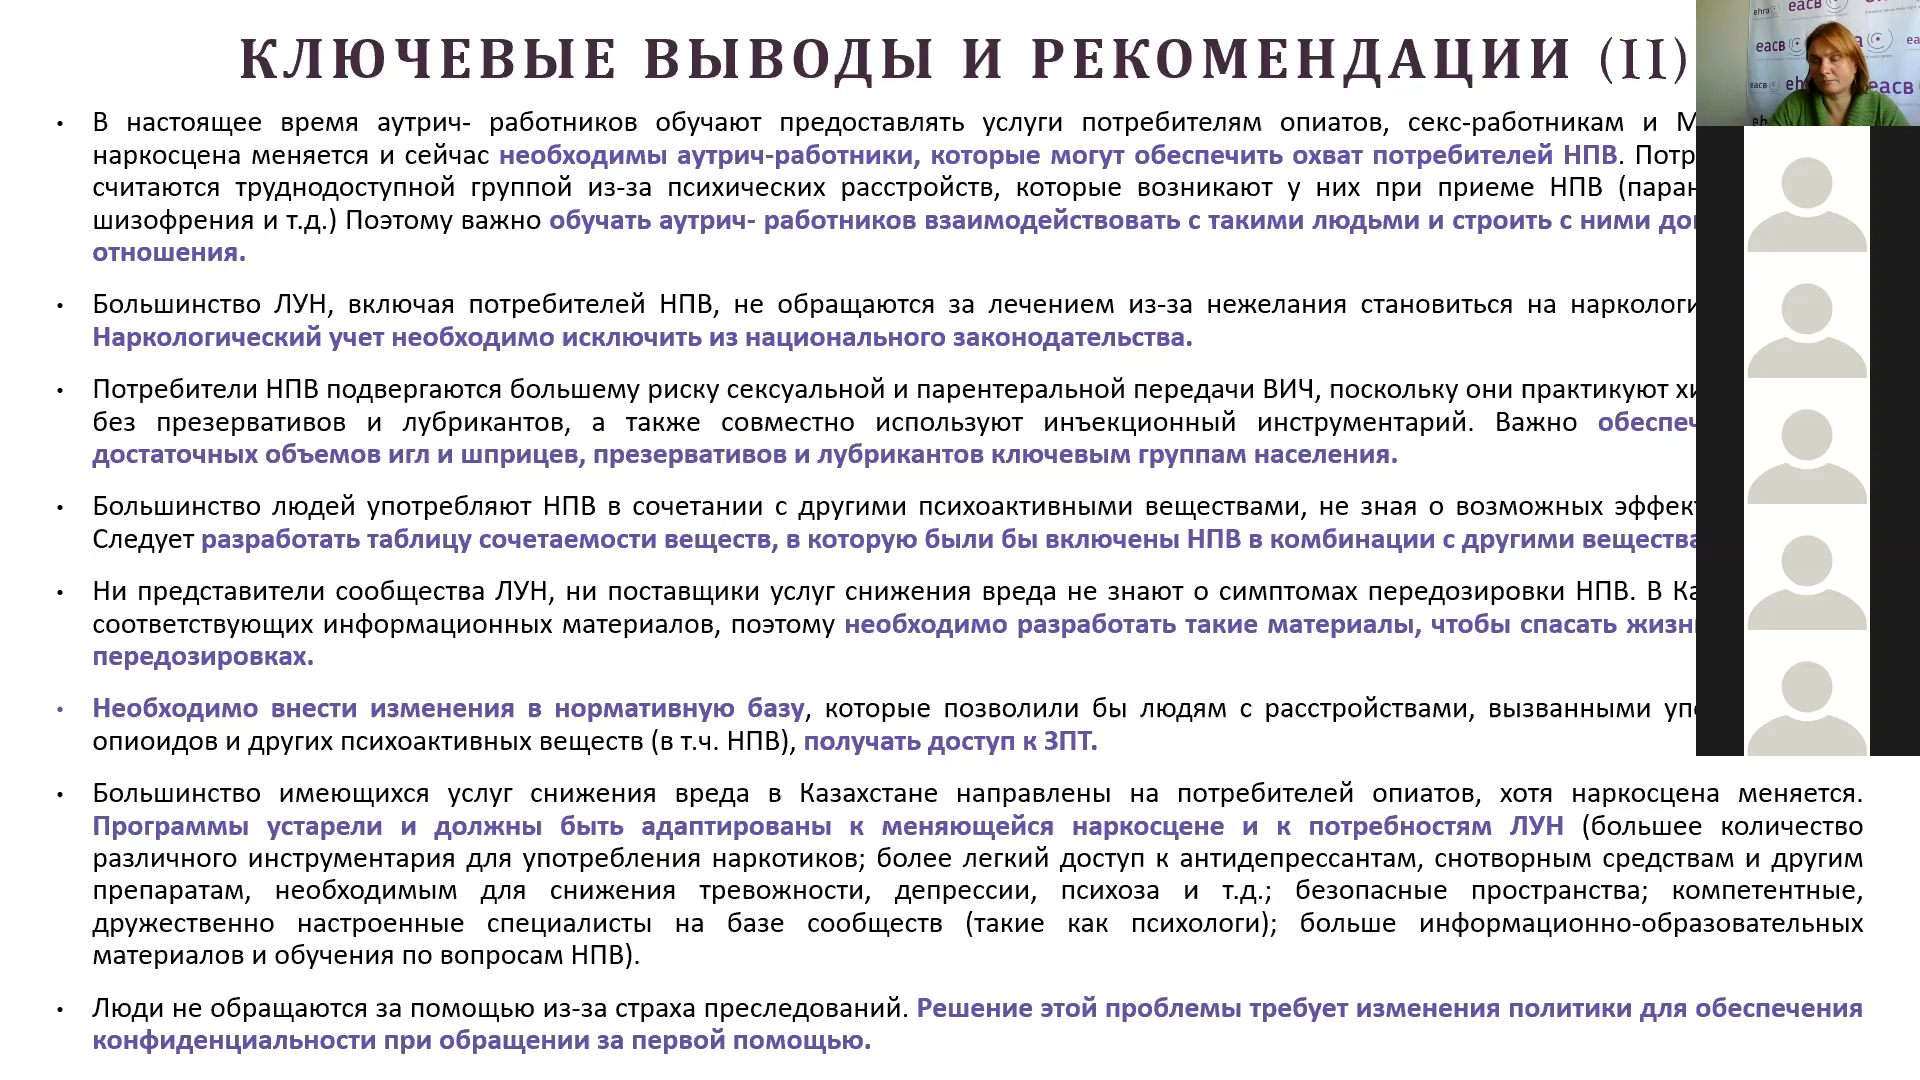 КЛЮЧЕВЫЕ ВЫВОДЫ И РЕКОМЕНДАЦИИ (II)
• В настоящее время аутрич- работников обучают предоставлять услуги потребителям опиатов, секс-работникам и
наркосцена меняется и сейчас необходимы аутрич-работники, которые могут обеспечить охват потребителей НПВ.
считаются труднодоступной группой из-за психических расстройств, которые возникают у них при приеме НПВ
шизофрения и т.д.) Поэтому важно обучать аутрич- работников взаимодействовать с такими людьми и строить с ними
отношения.
• Большинство ЛУН, включая потребителей НПВ, не обращаются за лечением из-за нежелания становиться на
Наркологический учет необходимо исключить из национального законодательства.
• Потребители НПВ подвергаются большему риску сексуальной и парентеральной передачи ВИЧ, поскольку они практикуют
без презервативов и лубрикантов, а также совместно используют инъекционный инструментарий. Важно
достаточных объемов игл и шприцев, презервативов и лубрикантов ключевым группам населения.
• Большинство людей употребляют НПВ в сочетании с другими психоактивными веществами, не зная о возможных
Следует разработать таблицу сочетаемости веществ, в которую были бы включены НПВ в комбинации с другими
• Ни представители сообщества ЛУН, ни поставщики услуг снижения вреда не знают о симптомах передозировки НПВ. В
соответствующих информационных материалов, поэтому необходимо разработать такие материалы, чтобы спасать
передозировках.
• Необходимо внести изменения в нормативную базу, которые позволили бы людям с расстройствами, вызванными
опиоидов и других психоактивных веществ (в т.ч. НПВ), получать доступ к ЗПТ.
• Большинство имеющихся услуг снижения вреда в Казахстане направлены на потребителей опиатов, хотя наркосцена меняется.
Программы устарели и должны быть адаптированы к меняющейся наркосцене и к потребностям ЛУН (большее количество
различного инструментария для употребления наркотиков; более легкий доступ к антидепрессантам, снотворным средствам и другим
препаратам, необходимым для снижения тревожности, депрессии, психоза и т.д.; безопасные пространства; компетентные,
дружественно настроенные специалисты на базе сообществ (такие как психологи); больше информационно-образовательных
материалов и обучения по вопросам НПВ).
• Люди не обращаются за помощью из-за страха преследований. Решение этой проблемы требует изменения политики для обеспечения
конфиденциальности при обращении за первой помощью.